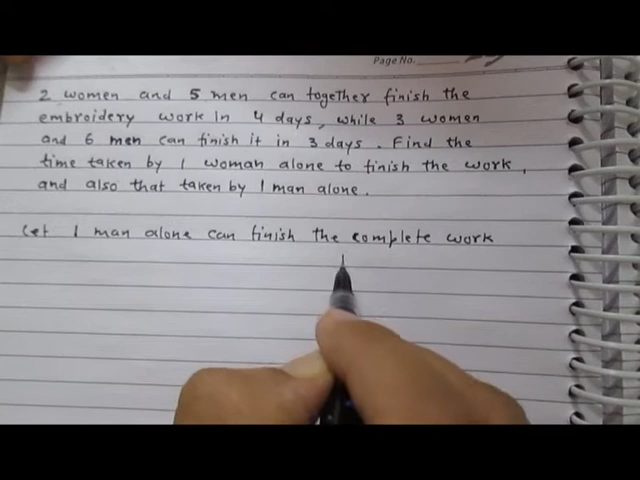 Page No.
2 women and 5 men can together finish the
embroidery work in 4 days, while 3 women
and 6 men can finish it in 3 days. Find the
time taken by 1 woman alone to finish the work,
and also that taken by 1 man alone.
Let 1 man alone can finish the complete work